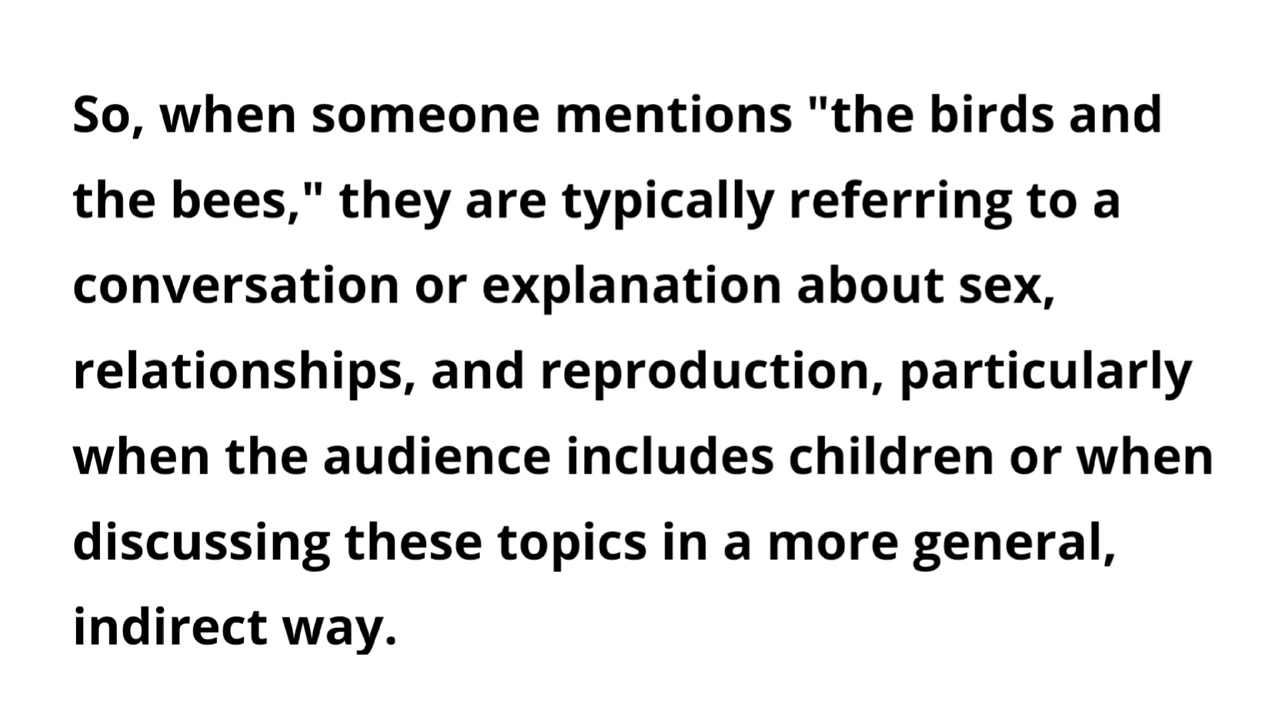 So, when someone mentions "the birds and
the bees," they are typically referring to a
conversation or explanation about sex,
relationships, and reproduction, particularly
when the audience includes children or when
discussing these topics in a more general,
indirect way.